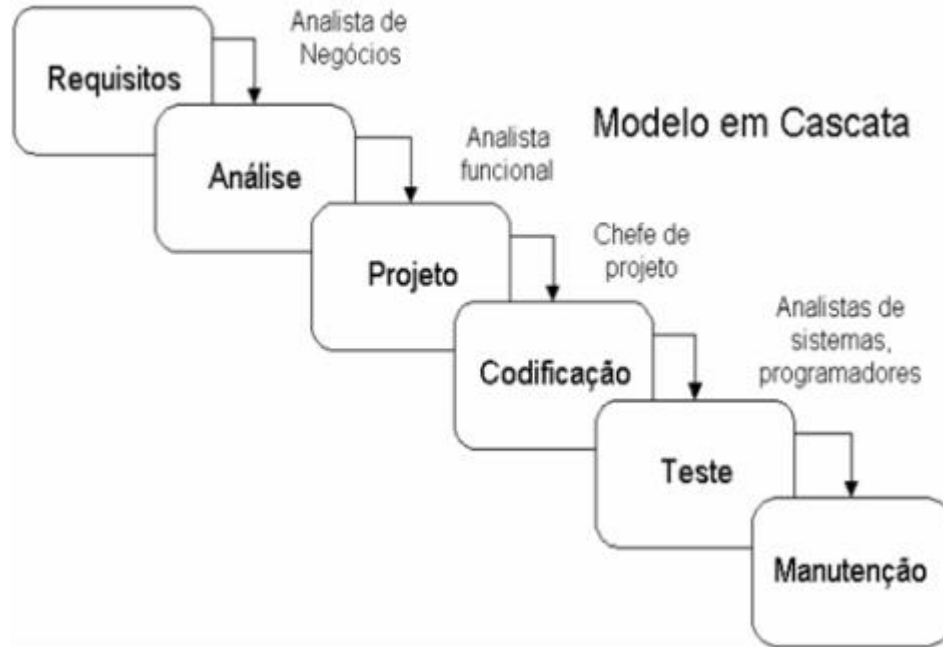 Analista de
Negócios
Requisitos
Modelo em Cascata
Analista
funcional
Análise
Chefe de
projeto
Projeto
Analistas de
sistemas,
programadores
Codificação
Teste
Manutenção